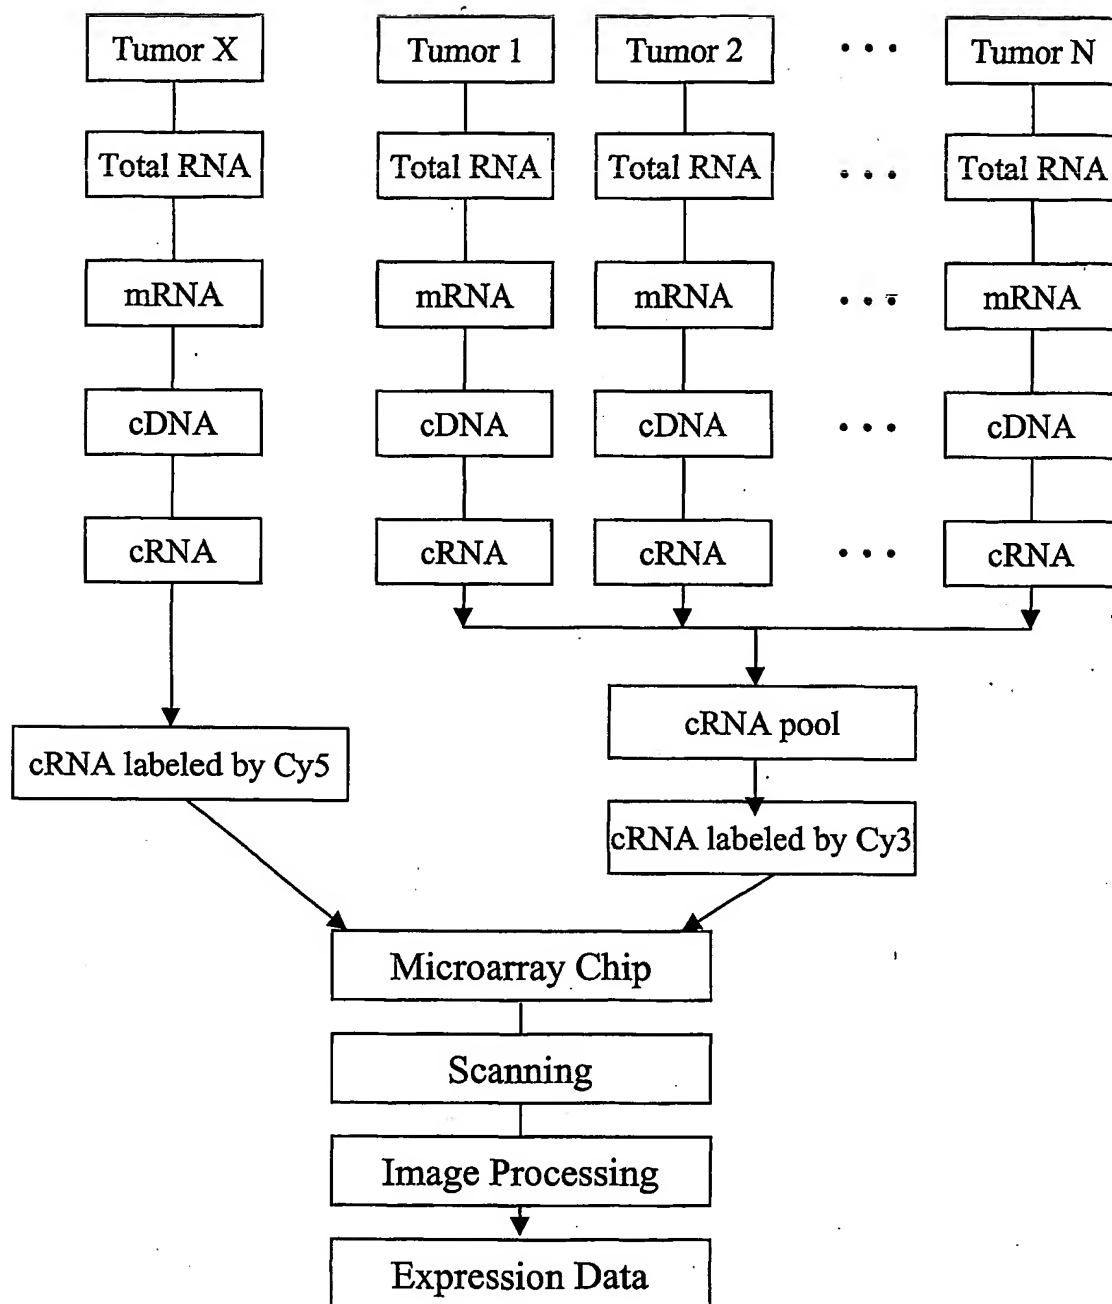 Tumor X Tumor 1 Tumor 2 • • • Tumor N
Total RNA Total RNA Total RNA • • • Total RNA
mRNA mRNA mRNA • • • mRNA
cDNA cDNA cDNA • • • cDNA
cRNA cRNA cRNA • • • cRNA
cRNA pool
cRNA labeled by Cy5
cRNA labeled by Cy3
Microarray Chip
Scanning
Image Processing
Expression Data